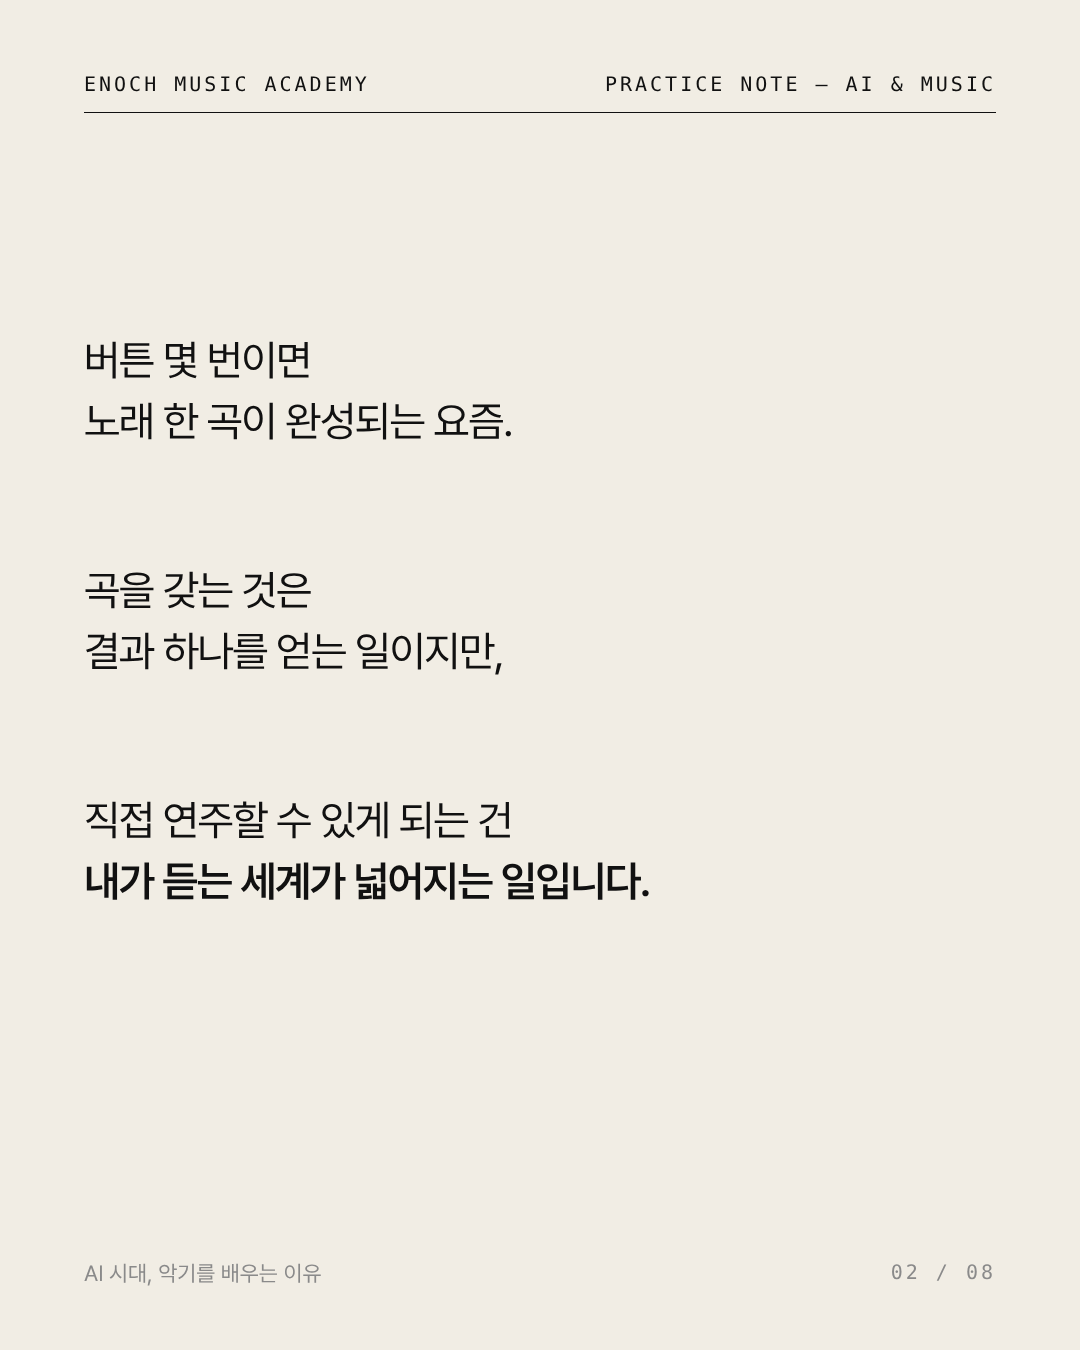 ENOCH MUSIC ACADEMY
PRACTICE NOTE — AI & MUSIC
버튼 몇 번이면
노래 한 곡이 완성되는 요즘.
곡을 갖는 것은
결과 하나를 얻는 일이지만,
직접 연주할 수 있게 되는 건
내가 듣는 세계가 넓어지는 일입니다.
AI 시대, 악기를 배우는 이유
02 / 08